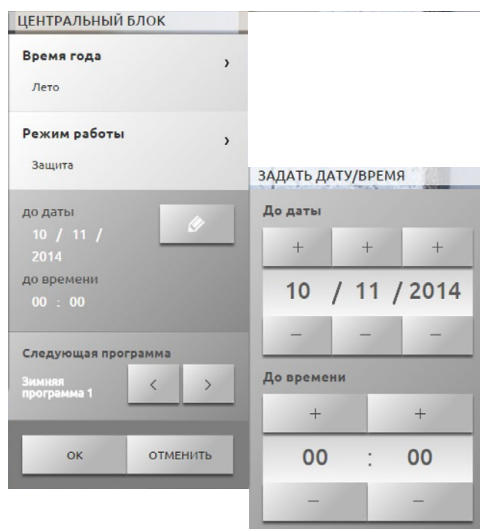 ЦЕНТРАЛЬНЫЙ БЛОК
Время года
Лето
Режим работы
Защита
до даты
10 / 11 /
2014
до времени
00 : 00
Следующая программа
Зимняя
программа 1
< >
ОК ОТМЕНИТЬ
ЗАДАТЬ ДАТУ/ВРЕМЯ
До даты
+ + +
10 / 11 / 2014
− − −
До времени
+ +
00 : 00
− −